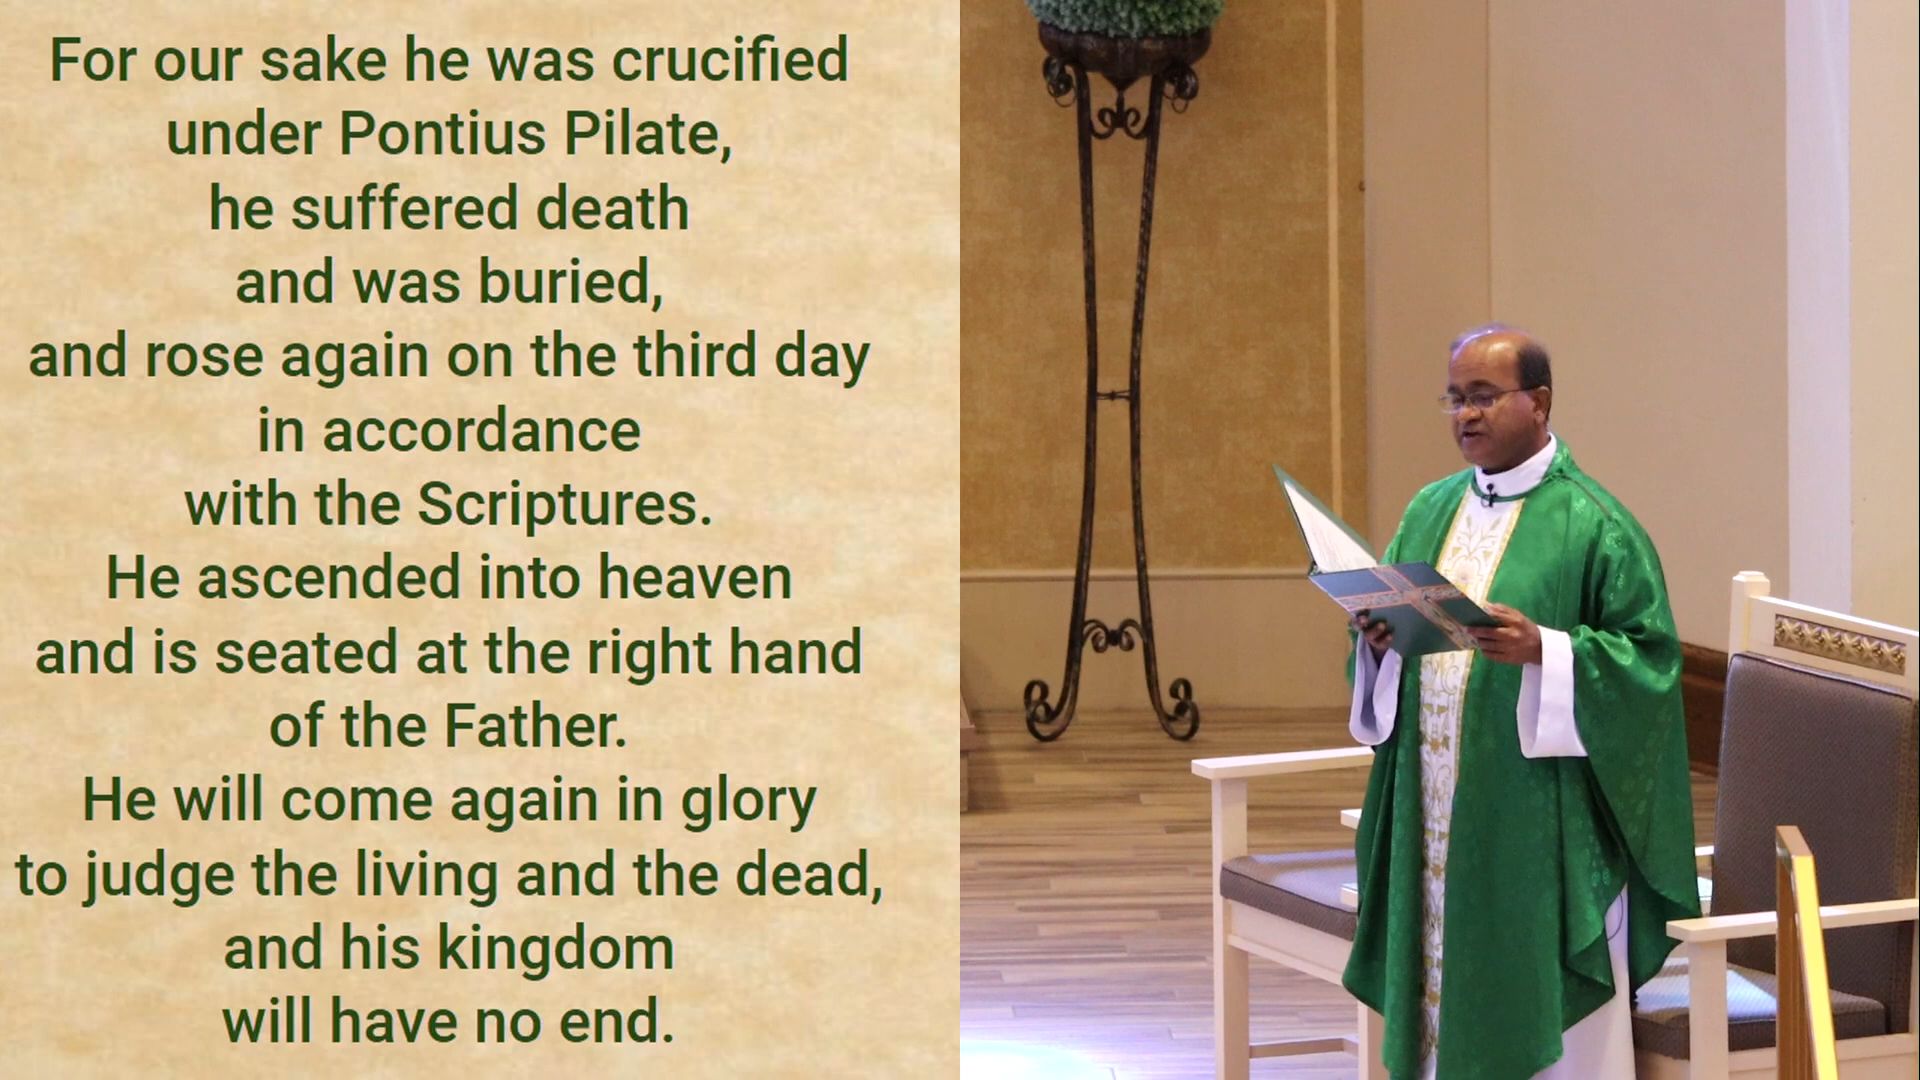 For our sake he was crucified
under Pontius Pilate,
he suffered death
and was buried,
and rose again on the third day
in accordance
with the Scriptures.
He ascended into heaven
and is seated at the right hand
of the Father.
He will come again in glory
to judge the living and the dead,
and his kingdom
will have no end.